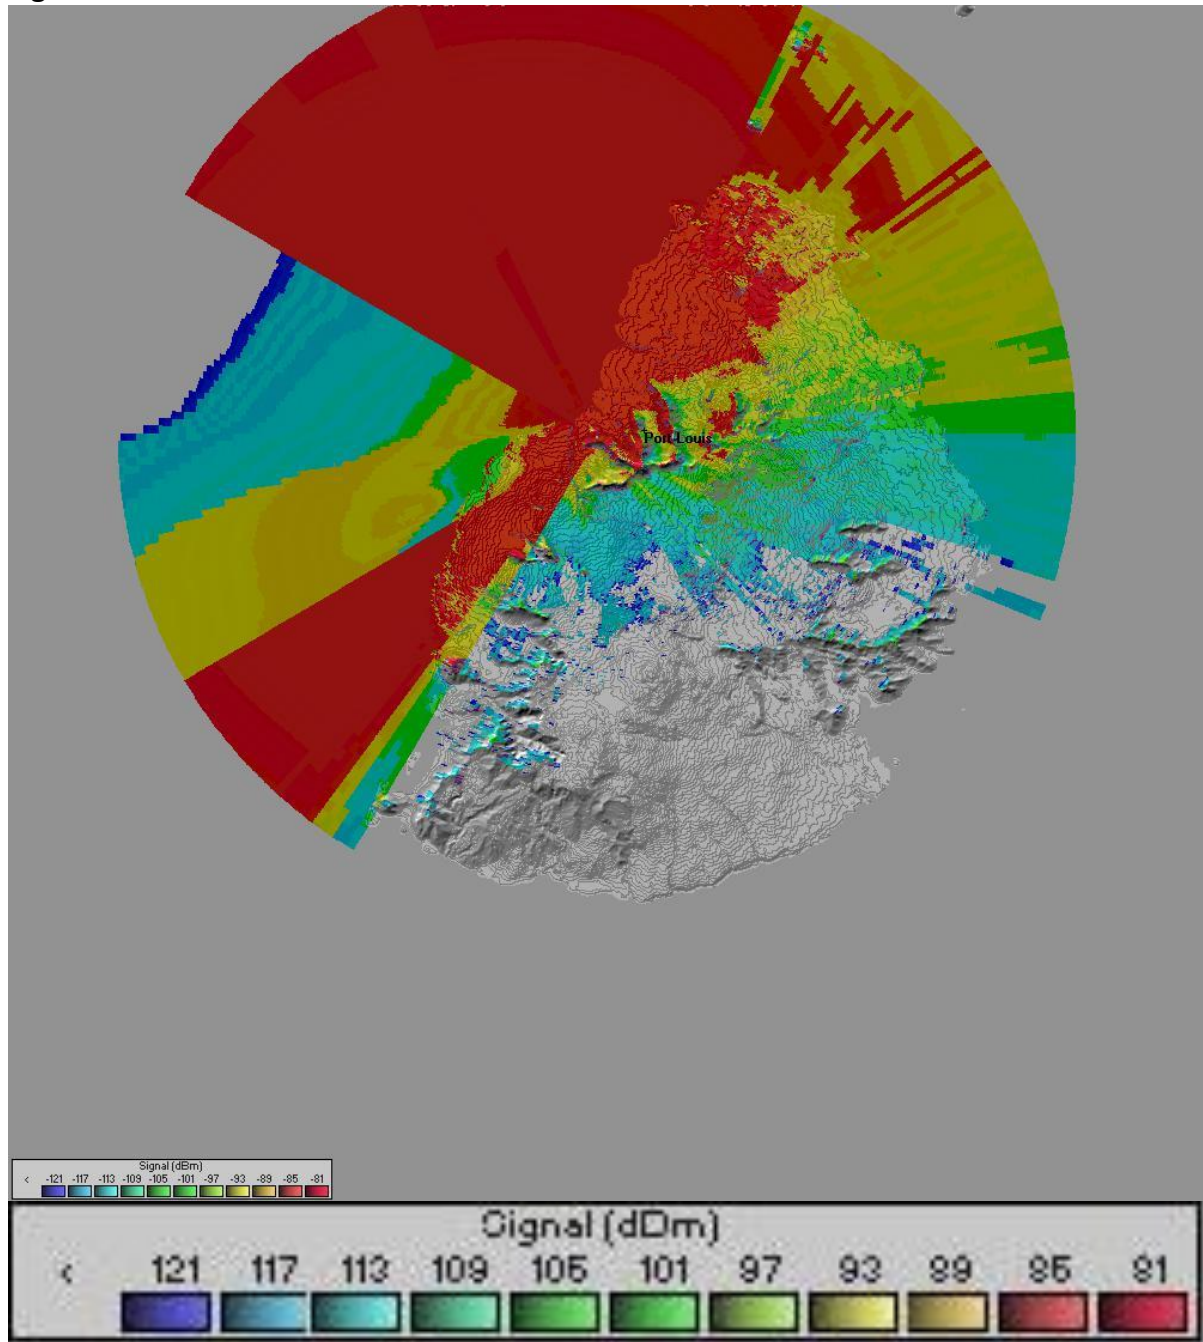 Port Louis
Signal (dBm)
< -121 -117 -113 -109 -105 -101 -97 -93 -89 -85 -81
Signal (dBm)
< 121 117 113 109 105 101 97 93 89 85 81